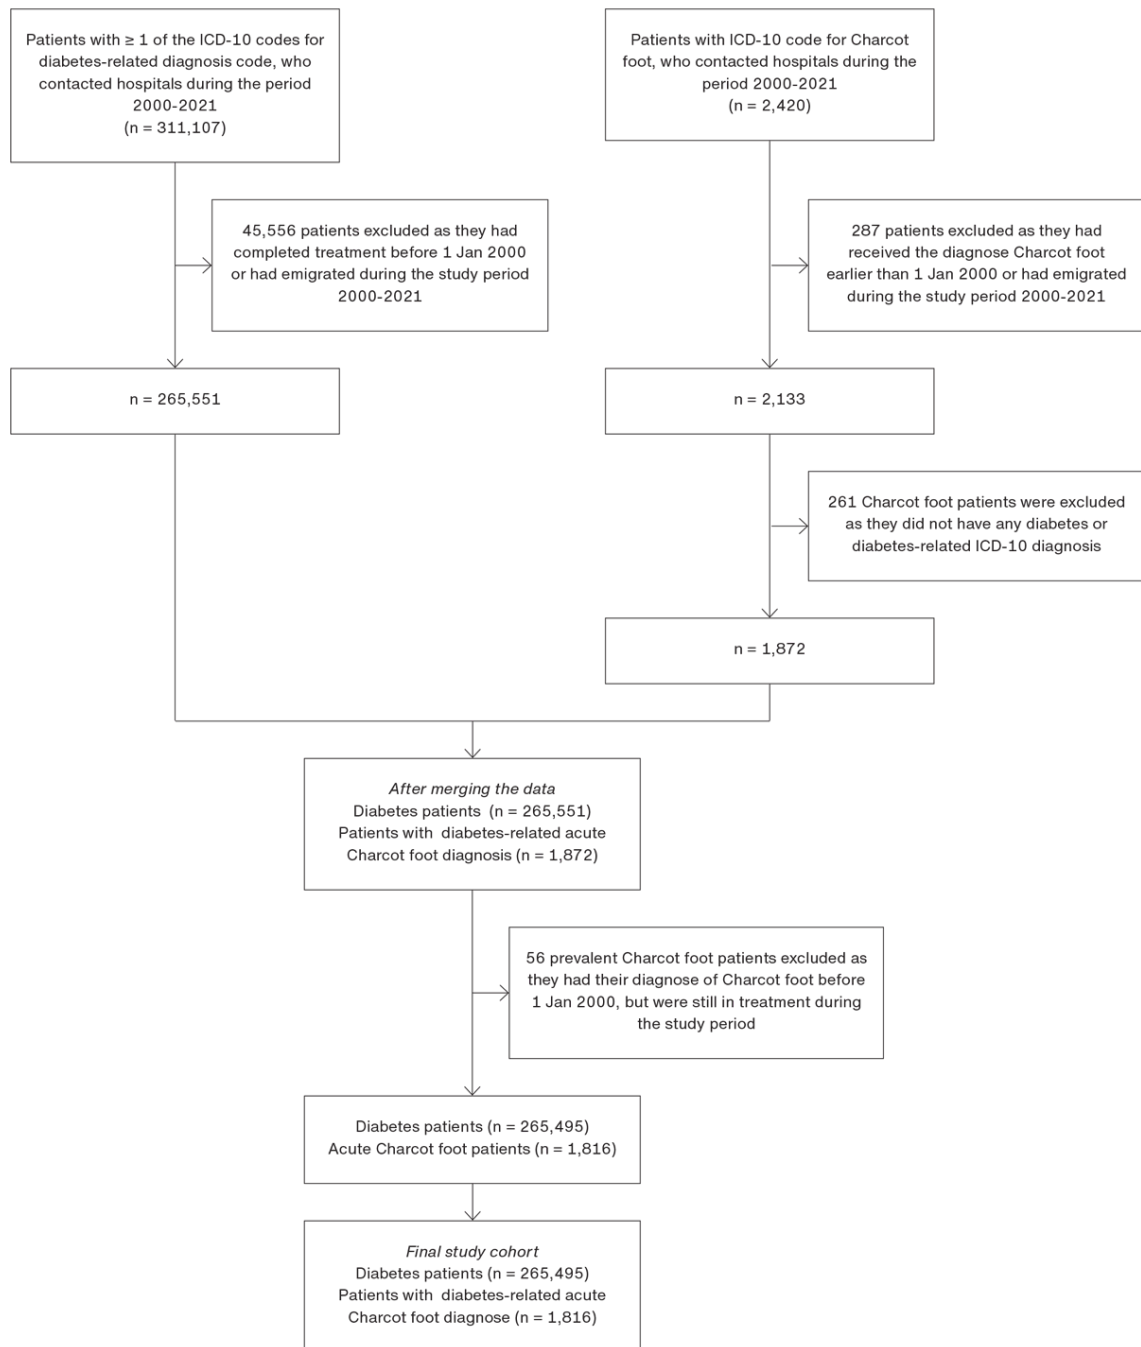 Patients with ≥ 1 of the ICD-10 codes for
diabetes-related diagnosis code, who
contacted hospitals during the period
2000-2021
(n = 311,107)
Patients with ICD-10 code for Charcot
foot, who contacted hospitals during the
period 2000-2021
(n = 2,420)
45,556 patients excluded as they had
completed treatment before 1 Jan 2000
or had emigrated during the study period
2000-2021
287 patients excluded as they had
received the diagnose Charcot foot
earlier than 1 Jan 2000 or had emigrated
during the study period 2000-2021
n = 265,551
n = 2,133
261 Charcot foot patients were excluded
as they did not have any diabetes or
diabetes-related ICD-10 diagnosis
n = 1,872
After merging the data
Diabetes patients (n = 265,551)
Patients with diabetes-related acute
Charcot foot diagnosis (n = 1,872)
56 prevalent Charcot foot patients excluded as
they had their diagnose of Charcot foot before
1 Jan 2000, but were still in treatment during
the study period
Diabetes patients (n = 265,495)
Acute Charcot foot patients (n = 1,816)
Final study cohort
Diabetes patients (n = 265,495)
Patients with diabetes-related acute
Charcot foot diagnose (n = 1,816)